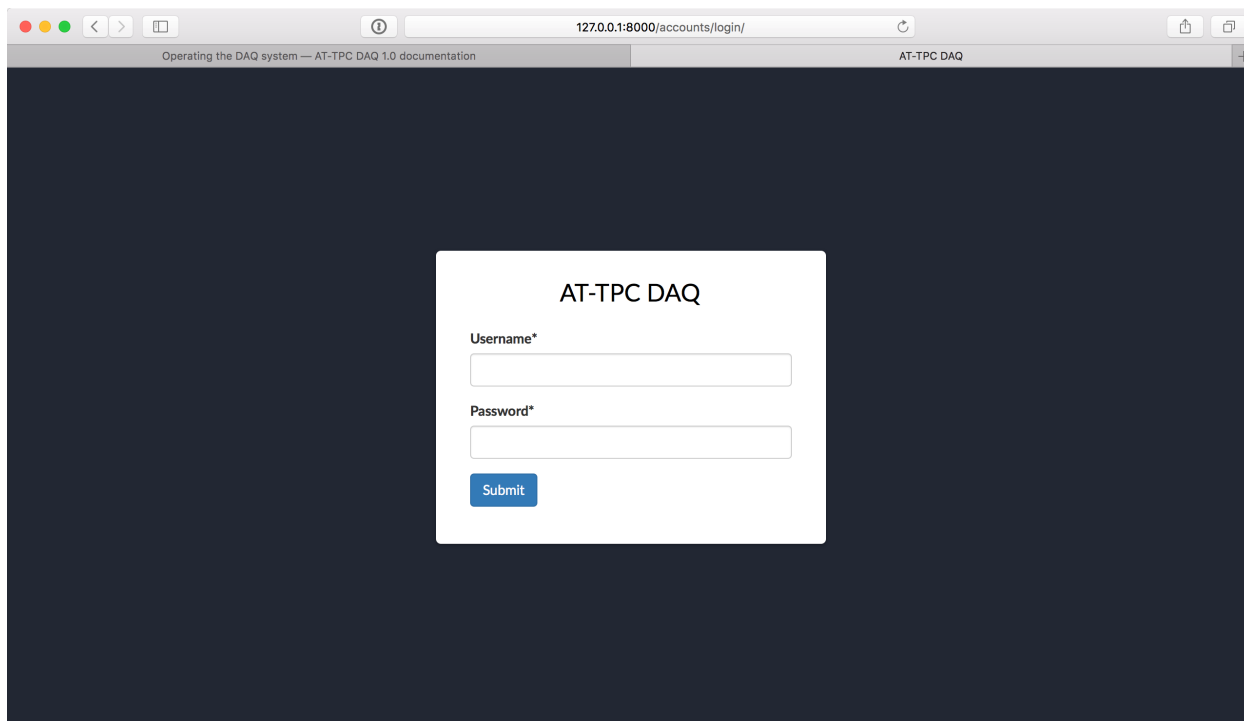 127.0.0.1:8000/accounts/login/
Operating the DAQ system — AT-TPC DAQ 1.0 documentation
AT-TPC DAQ
AT-TPC DAQ
Username*
Password*
Submit